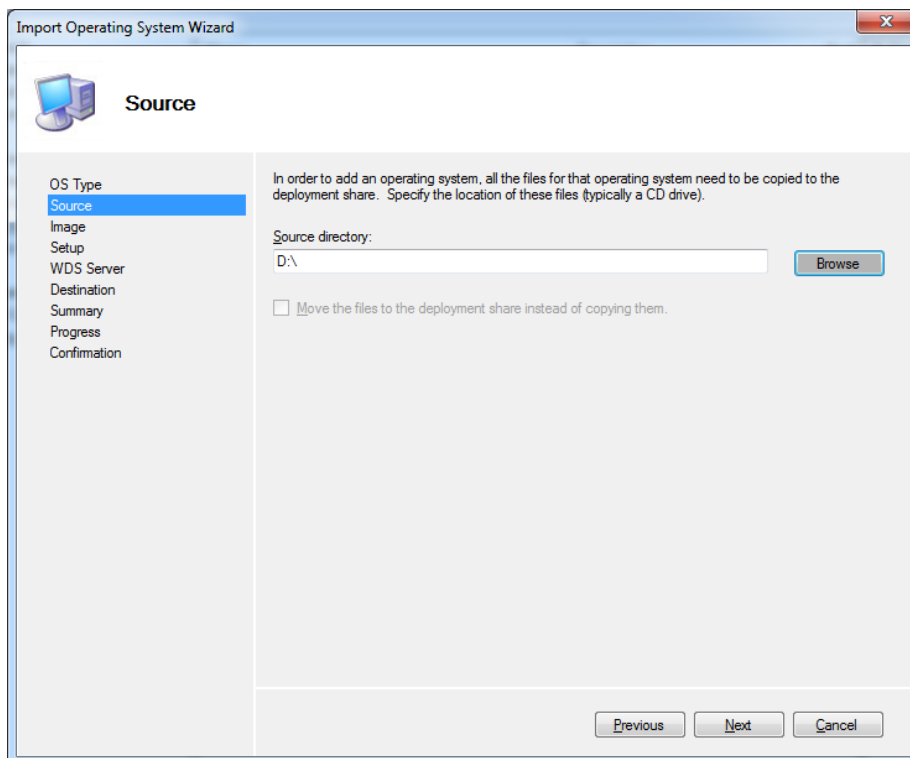 Import Operating System Wizard
Source
OS Type
Source
Image
Setup
WDS Server
Destination
Summary
Progress
Confirmation
In order to add an operating system, all the files for that operating system need to be copied to the
deployment share.  Specify the location of these files (typically a CD drive).
Source directory:
D:\
Browse
Move the files to the deployment share instead of copying them.
Previous
Next
Cancel